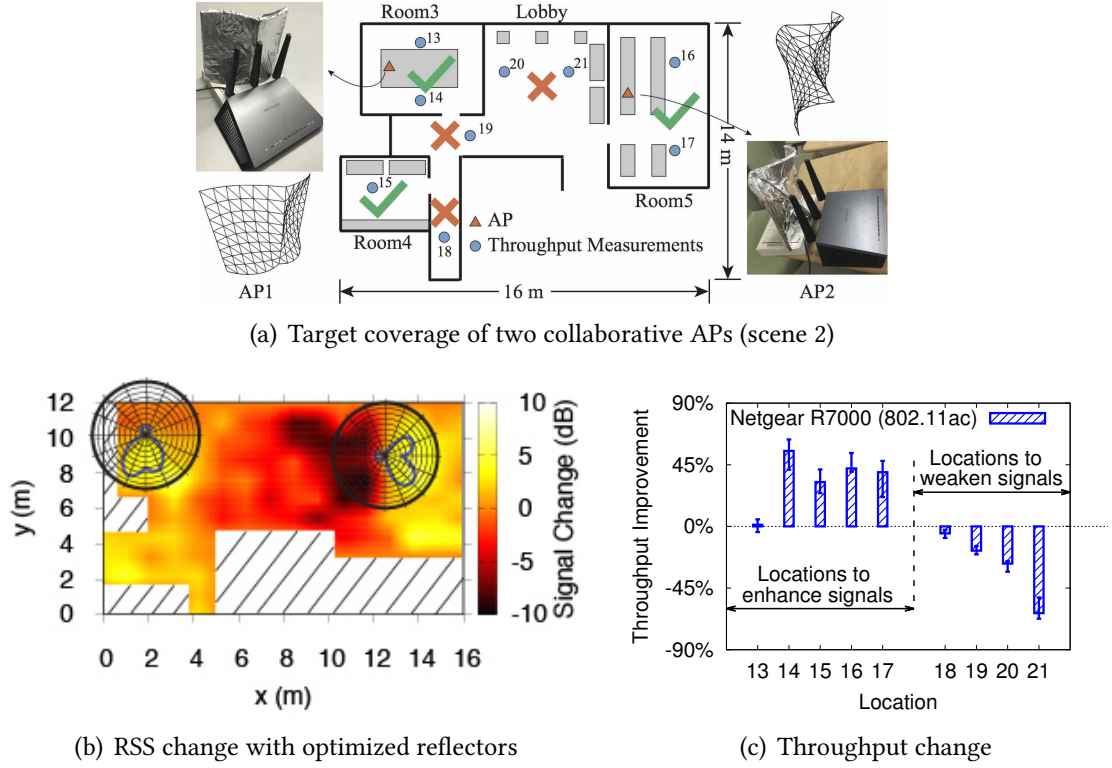 Room3
Lobby
13
14
20
21
16
19
17
15
18
14 m
Room4
Room5
AP
Throughput Measurements
AP1
16 m
AP2
(a) Target coverage of two collaborative APs (scene 2)
12
10
8
6
4
2
0
y (m)
0 2 4 6 8 10 12 14 16
x (m)
10
5
0
-5
-10
Signal Change (dB)
(b) RSS change with optimized reflectors
90%
45%
0%
-45%
-90%
Throughput Improvement
Netgear R7000 (802.11ac)
Locations to
weaken signals
Locations to
enhance signals
13 14 15 16 17 18 19 20 21
Location
(c) Throughput change